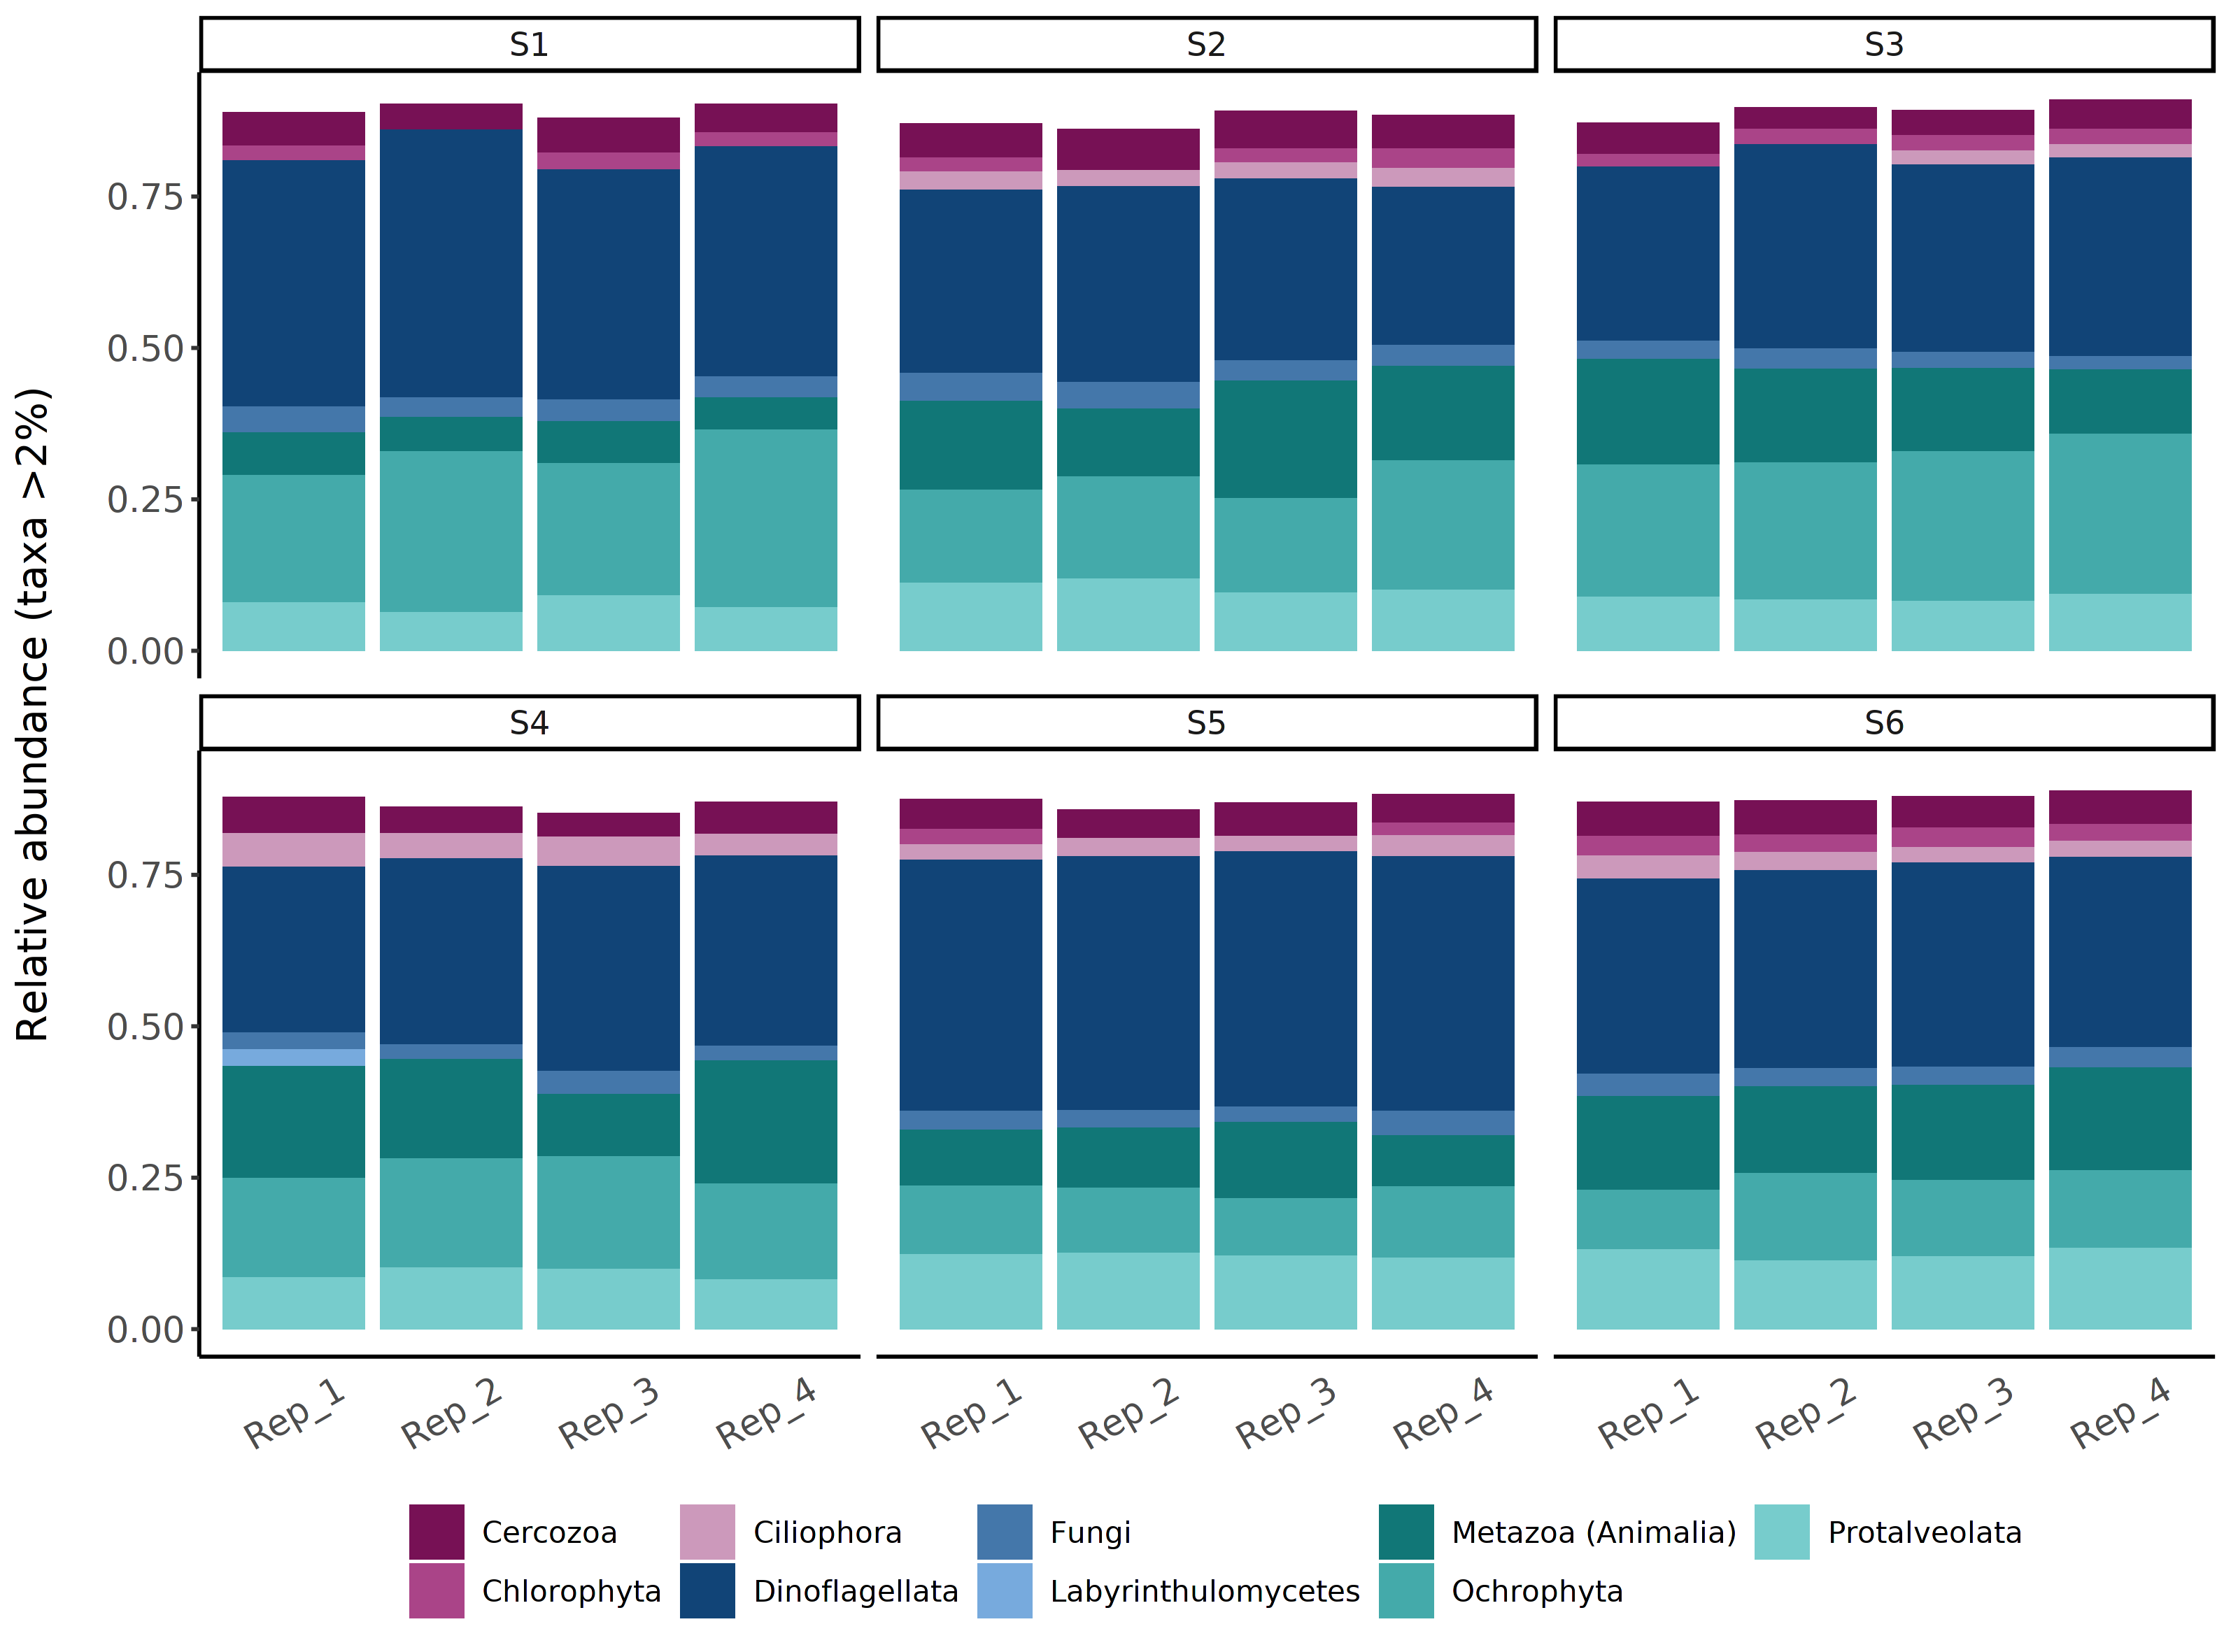 S1 S2 S3
0.75
0.50
0.25
0.00
Relative abundance (taxa >2%)
S4 S5 S6
0.75
0.50
0.25
0.00
Rep_1 Rep_2 Rep_3 Rep_4 Rep_1 Rep_2 Rep_3 Rep_4 Rep_1 Rep_2 Rep_3 Rep_4
Cercozoa Ciliophora Fungi Metazoa (Animalia) Protalveolata
Chlorophyta Dinoflagellata Labyrinthulomycetes Ochrophyta